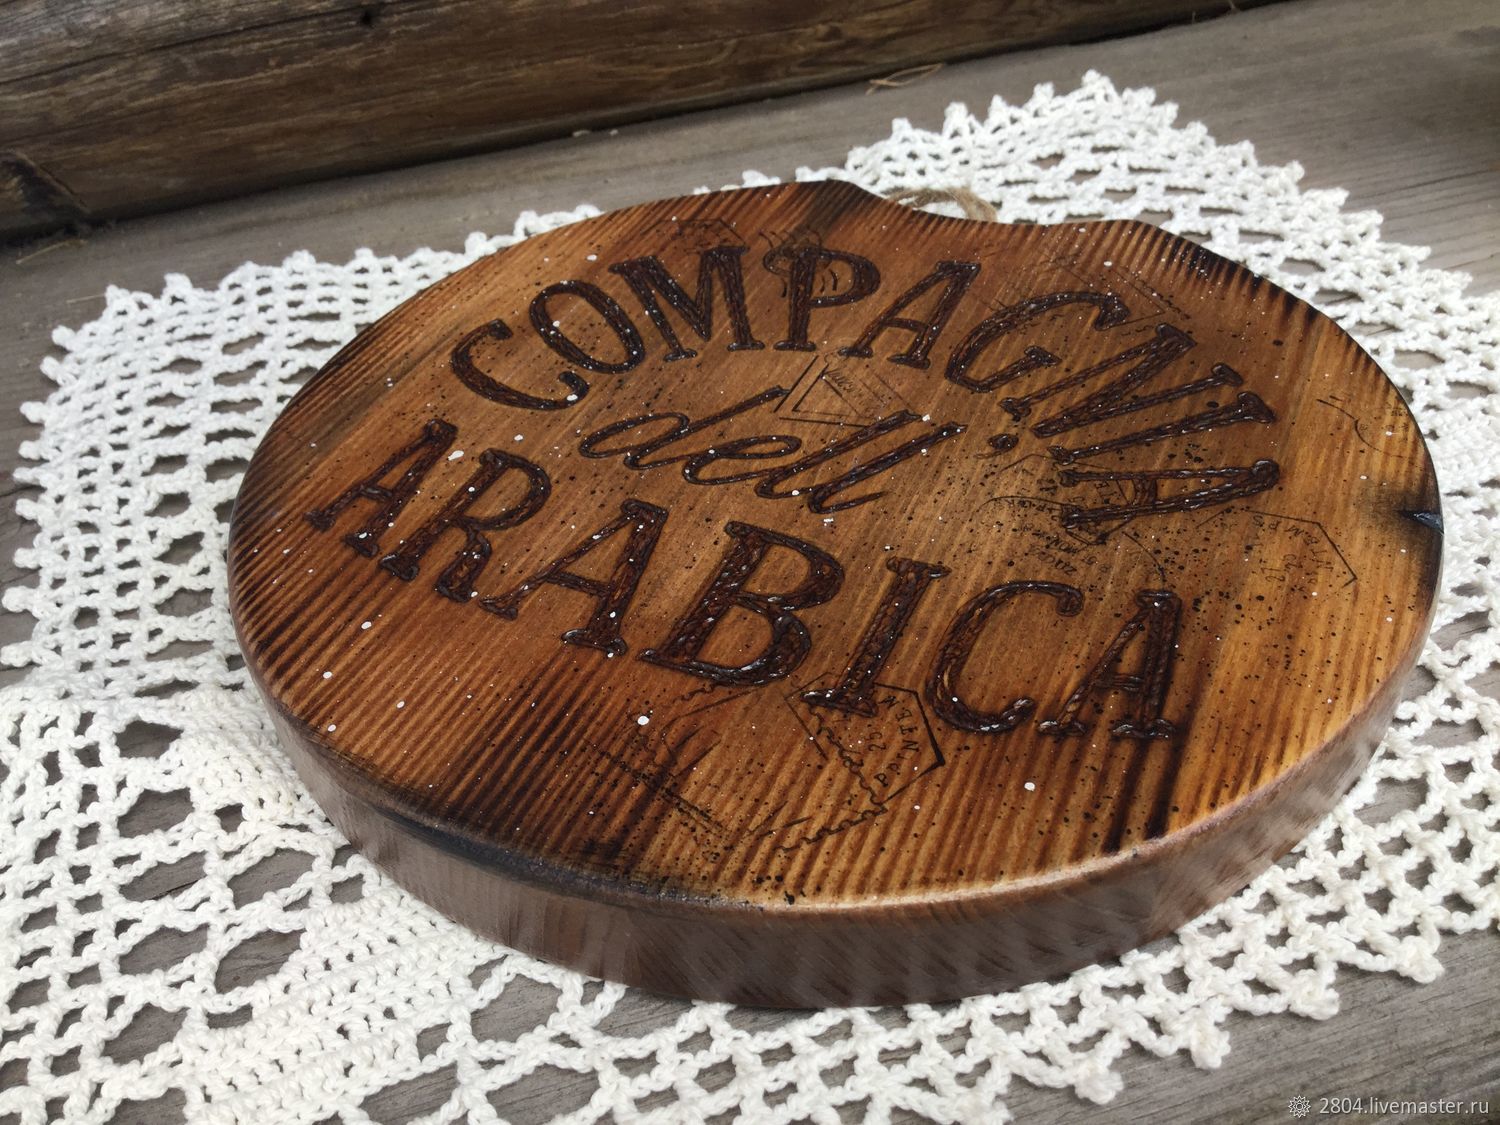 COMPAGNIA
dell'
ARABICA
2804.livemaster.ru